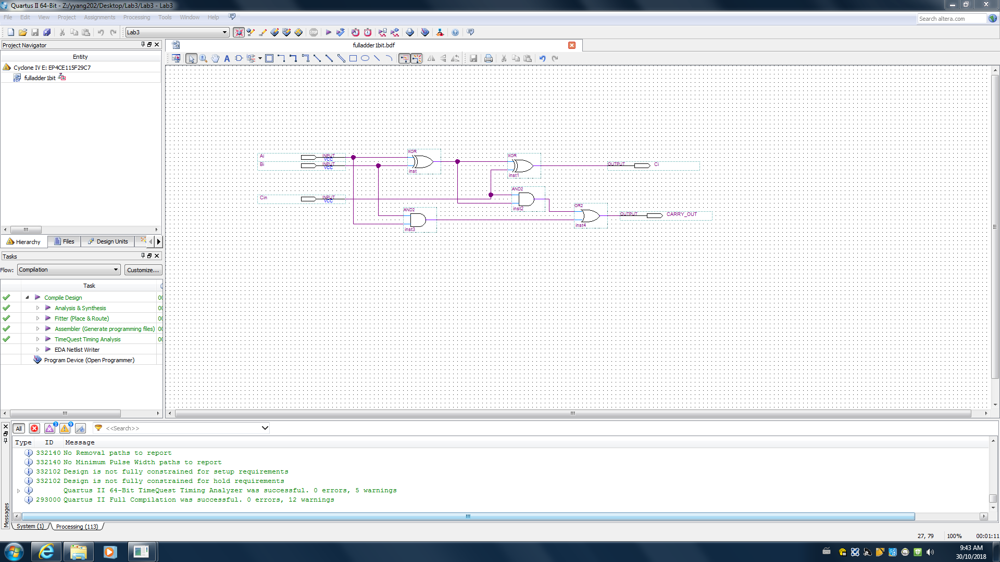 Quartus II 64-Bit - Z:/yyang202/Desktop/Lab3/Lab3 - Lab3
File Edit View Project Assignments Processing Tools Window Help
Search altera.com
Lab3
Project Navigator
fulladder1bit.bdf
Entity
Cyclone IV E: EP4CE115F29C7
fulladder1bit
Hierarchy Files Design Units
Ai INPUT VCC
Bi INPUT VCC
Cin INPUT VCC
XOR
inst
XOR
inst1
AND2
inst2
AND2
inst3
OR2
inst4
OUTPUT Ci
OUTPUT CARRY_OUT
Tasks
Flow: Compilation Customize...
Task
Compile Design 00
Analysis & Synthesis 00
Fitter (Place & Route) 00
Assembler (Generate programming files) 00
TimeQuest Timing Analysis 00
EDA Netlist Writer
Program Device (Open Programmer)
All 3 9 <<Search>>
Type ID Message
332140 No Removal paths to report
332140 No Minimum Pulse Width paths to report
332102 Design is not fully constrained for setup requirements
332102 Design is not fully constrained for hold requirements
Quartus II 64-Bit TimeQuest Timing Analyzer was successful. 0 errors, 5 warnings
293000 Quartus II Full Compilation was successful. 0 errors, 12 warnings
Messages
System (1) Processing (113)
27, 79 100% 00:01:11
9:43 AM
30/10/2018